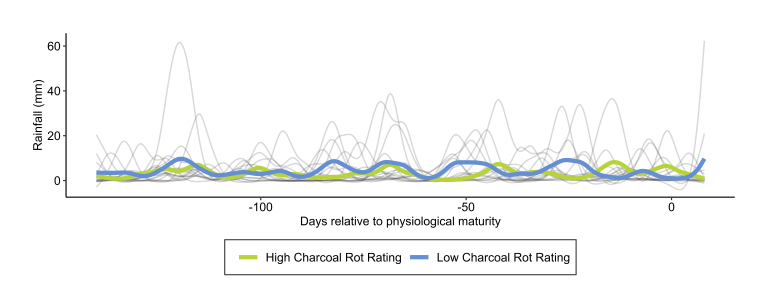 60
40
20
0
Rainfall (mm)
-100
-50
0
Days relative to physiological maturity
High Charcoal Rot Rating
Low Charcoal Rot Rating